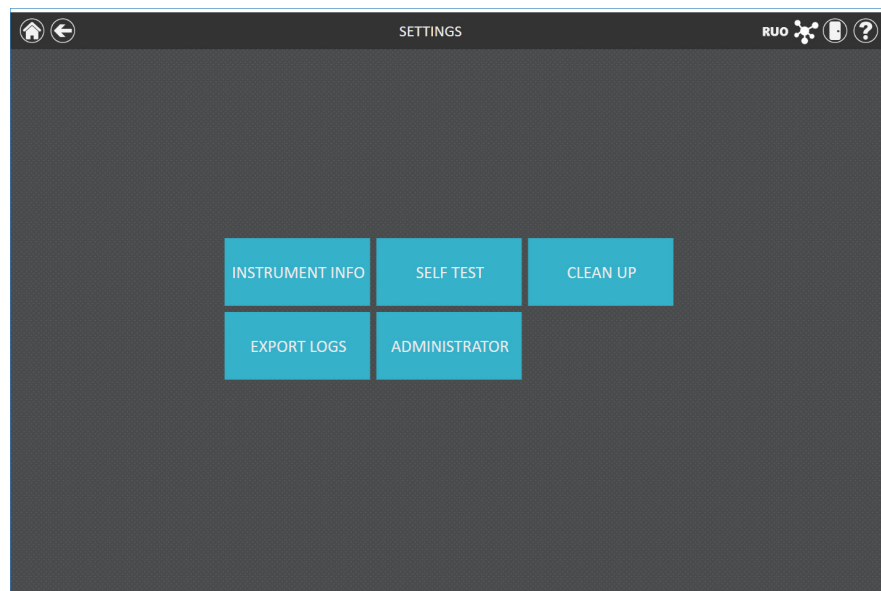 SETTINGS
RUO
?
INSTRUMENT INFO
SELF TEST
CLEAN UP
EXPORT LOGS
ADMINISTRATOR